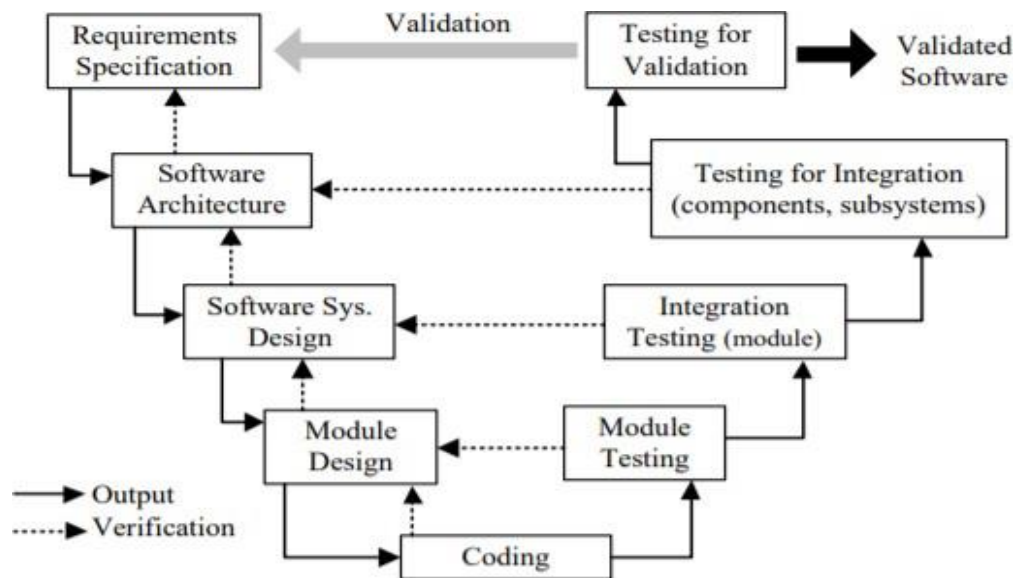 Requirements
Specification
Validation
Testing for
Validation
Validated
Software
Software
Architecture
Testing for Integration
(components, subsystems)
Software Sys.
Design
Integration
Testing (module)
Module
Design
Module
Testing
Output
Verification
Coding